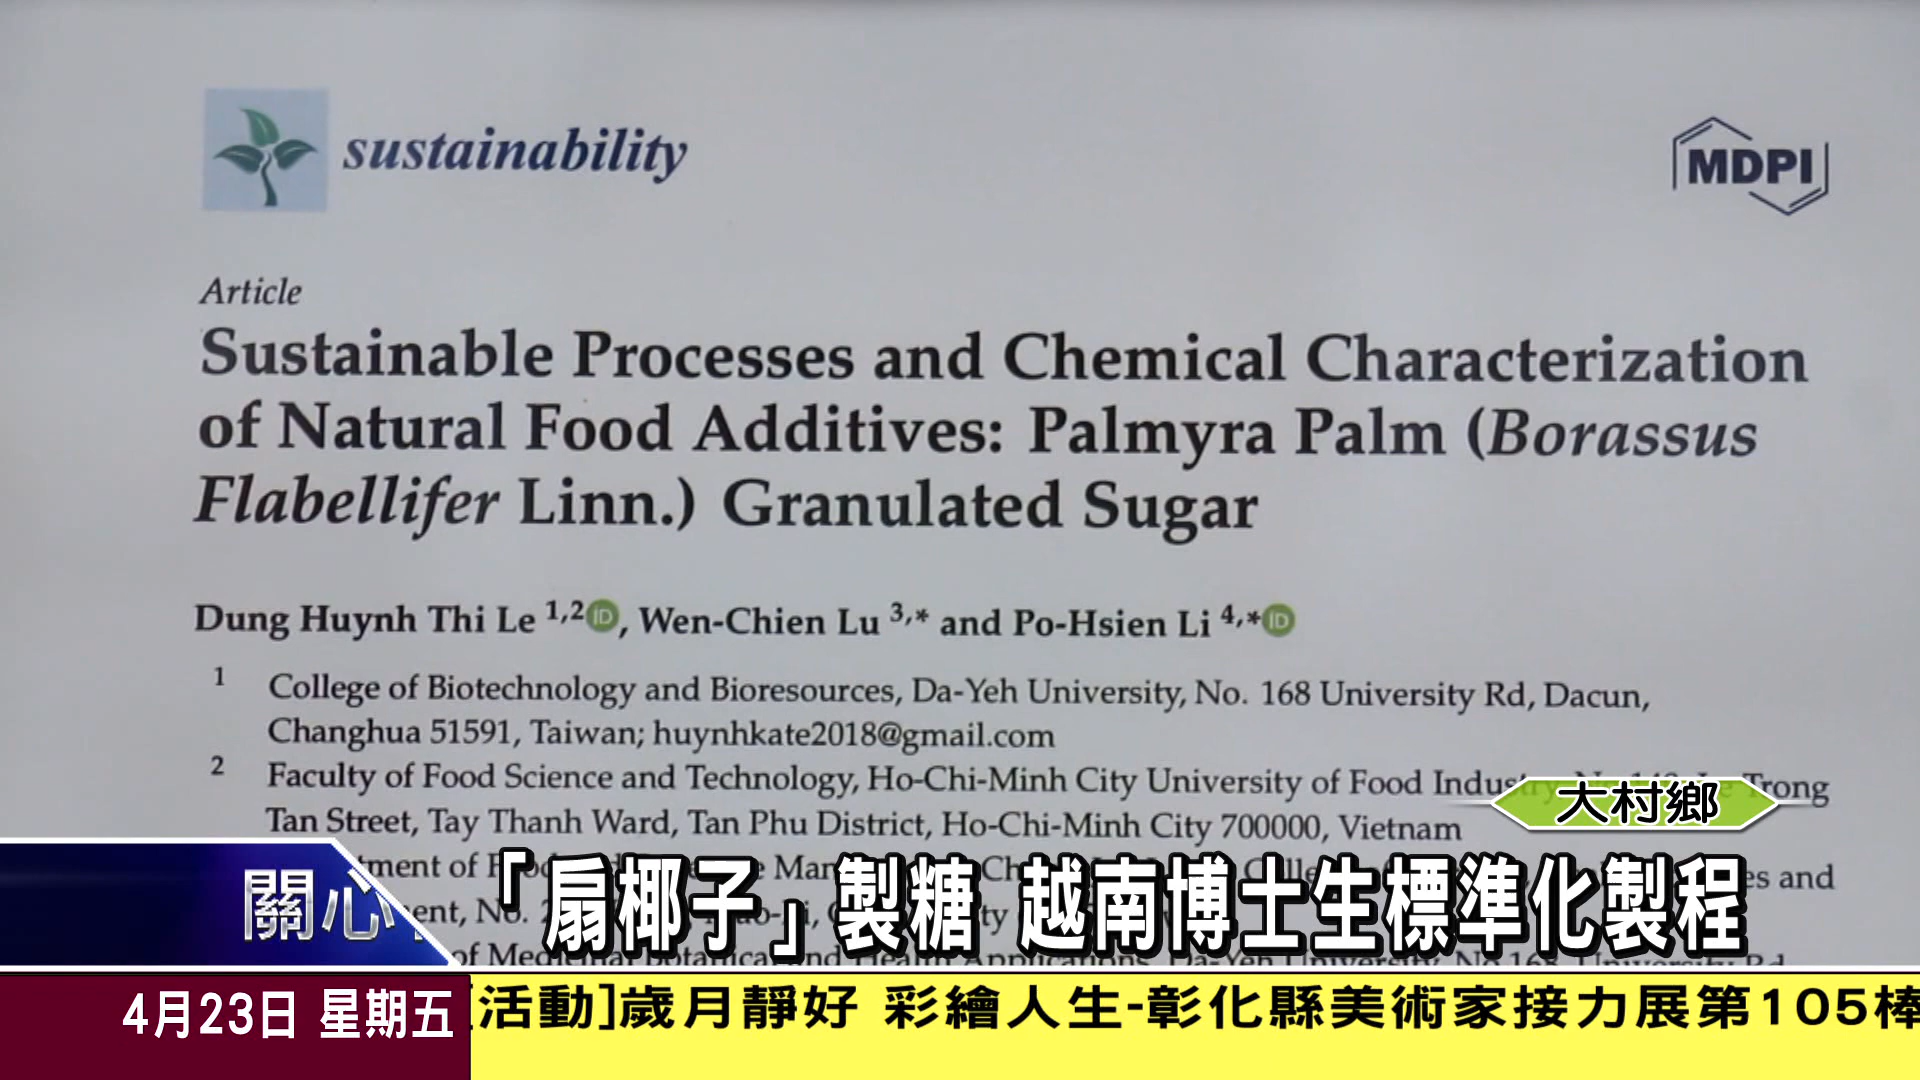 sustainability
MDPI
Article
Sustainable Processes and Chemical Characterization
of Natural Food Additives: Palmyra Palm (Borassus
Flabellifer Linn.) Granulated Sugar
Dung Huynh Thi Le 1,2 iD, Wen-Chien Lu 3,* and Po-Hsien Li 4,* iD
1 College of Biotechnology and Bioresources, Da-Yeh University, No. 168 University Rd, Dacun,
Changhua 51591, Taiwan; huynhkate2018@gmail.com
2 Faculty of Food Science and Technology, Ho-Chi-Minh City University of Food Trong
Tan Street, Tay Thanh Ward, Tan Phu District, Ho-Chi-Minh City 700000, Vietnam
大村鄉
關心
「扇椰子」製糖 越南博士生標準化製程
4月23日 星期五
活動]歲月靜好 彩繪人生-彰化縣美術家接力展第105棒